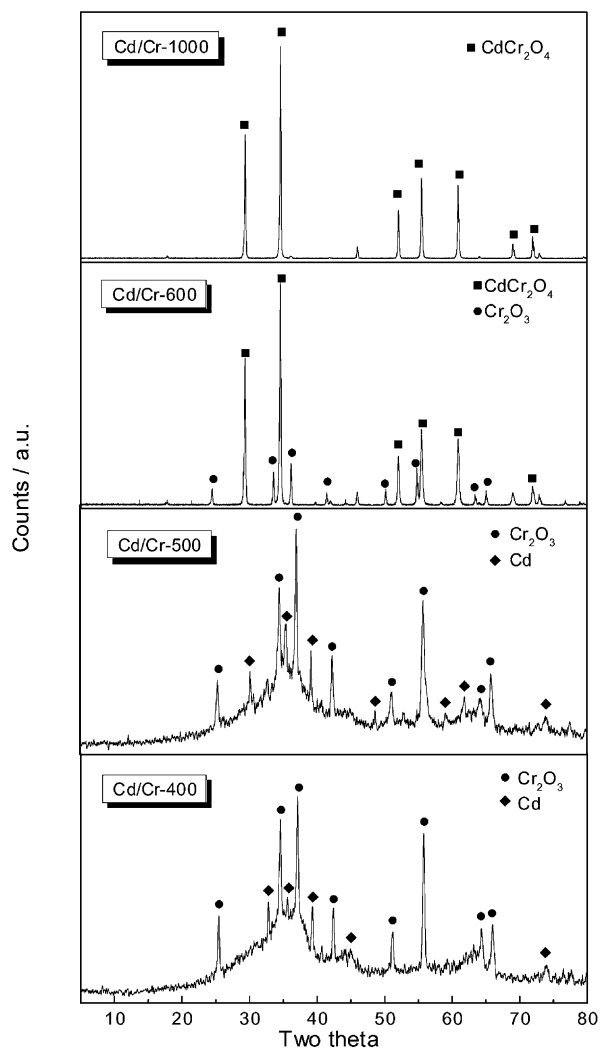 Cd/Cr-1000
■ CdCr₂O₄
Cd/Cr-600
■ CdCr₂O₄
● Cr₂O₃
Cd/Cr-500
● Cr₂O₃
◆ Cd
Cd/Cr-400
● Cr₂O₃
◆ Cd
Counts / a.u.
10 20 30 40 50 60 70 80
Two theta